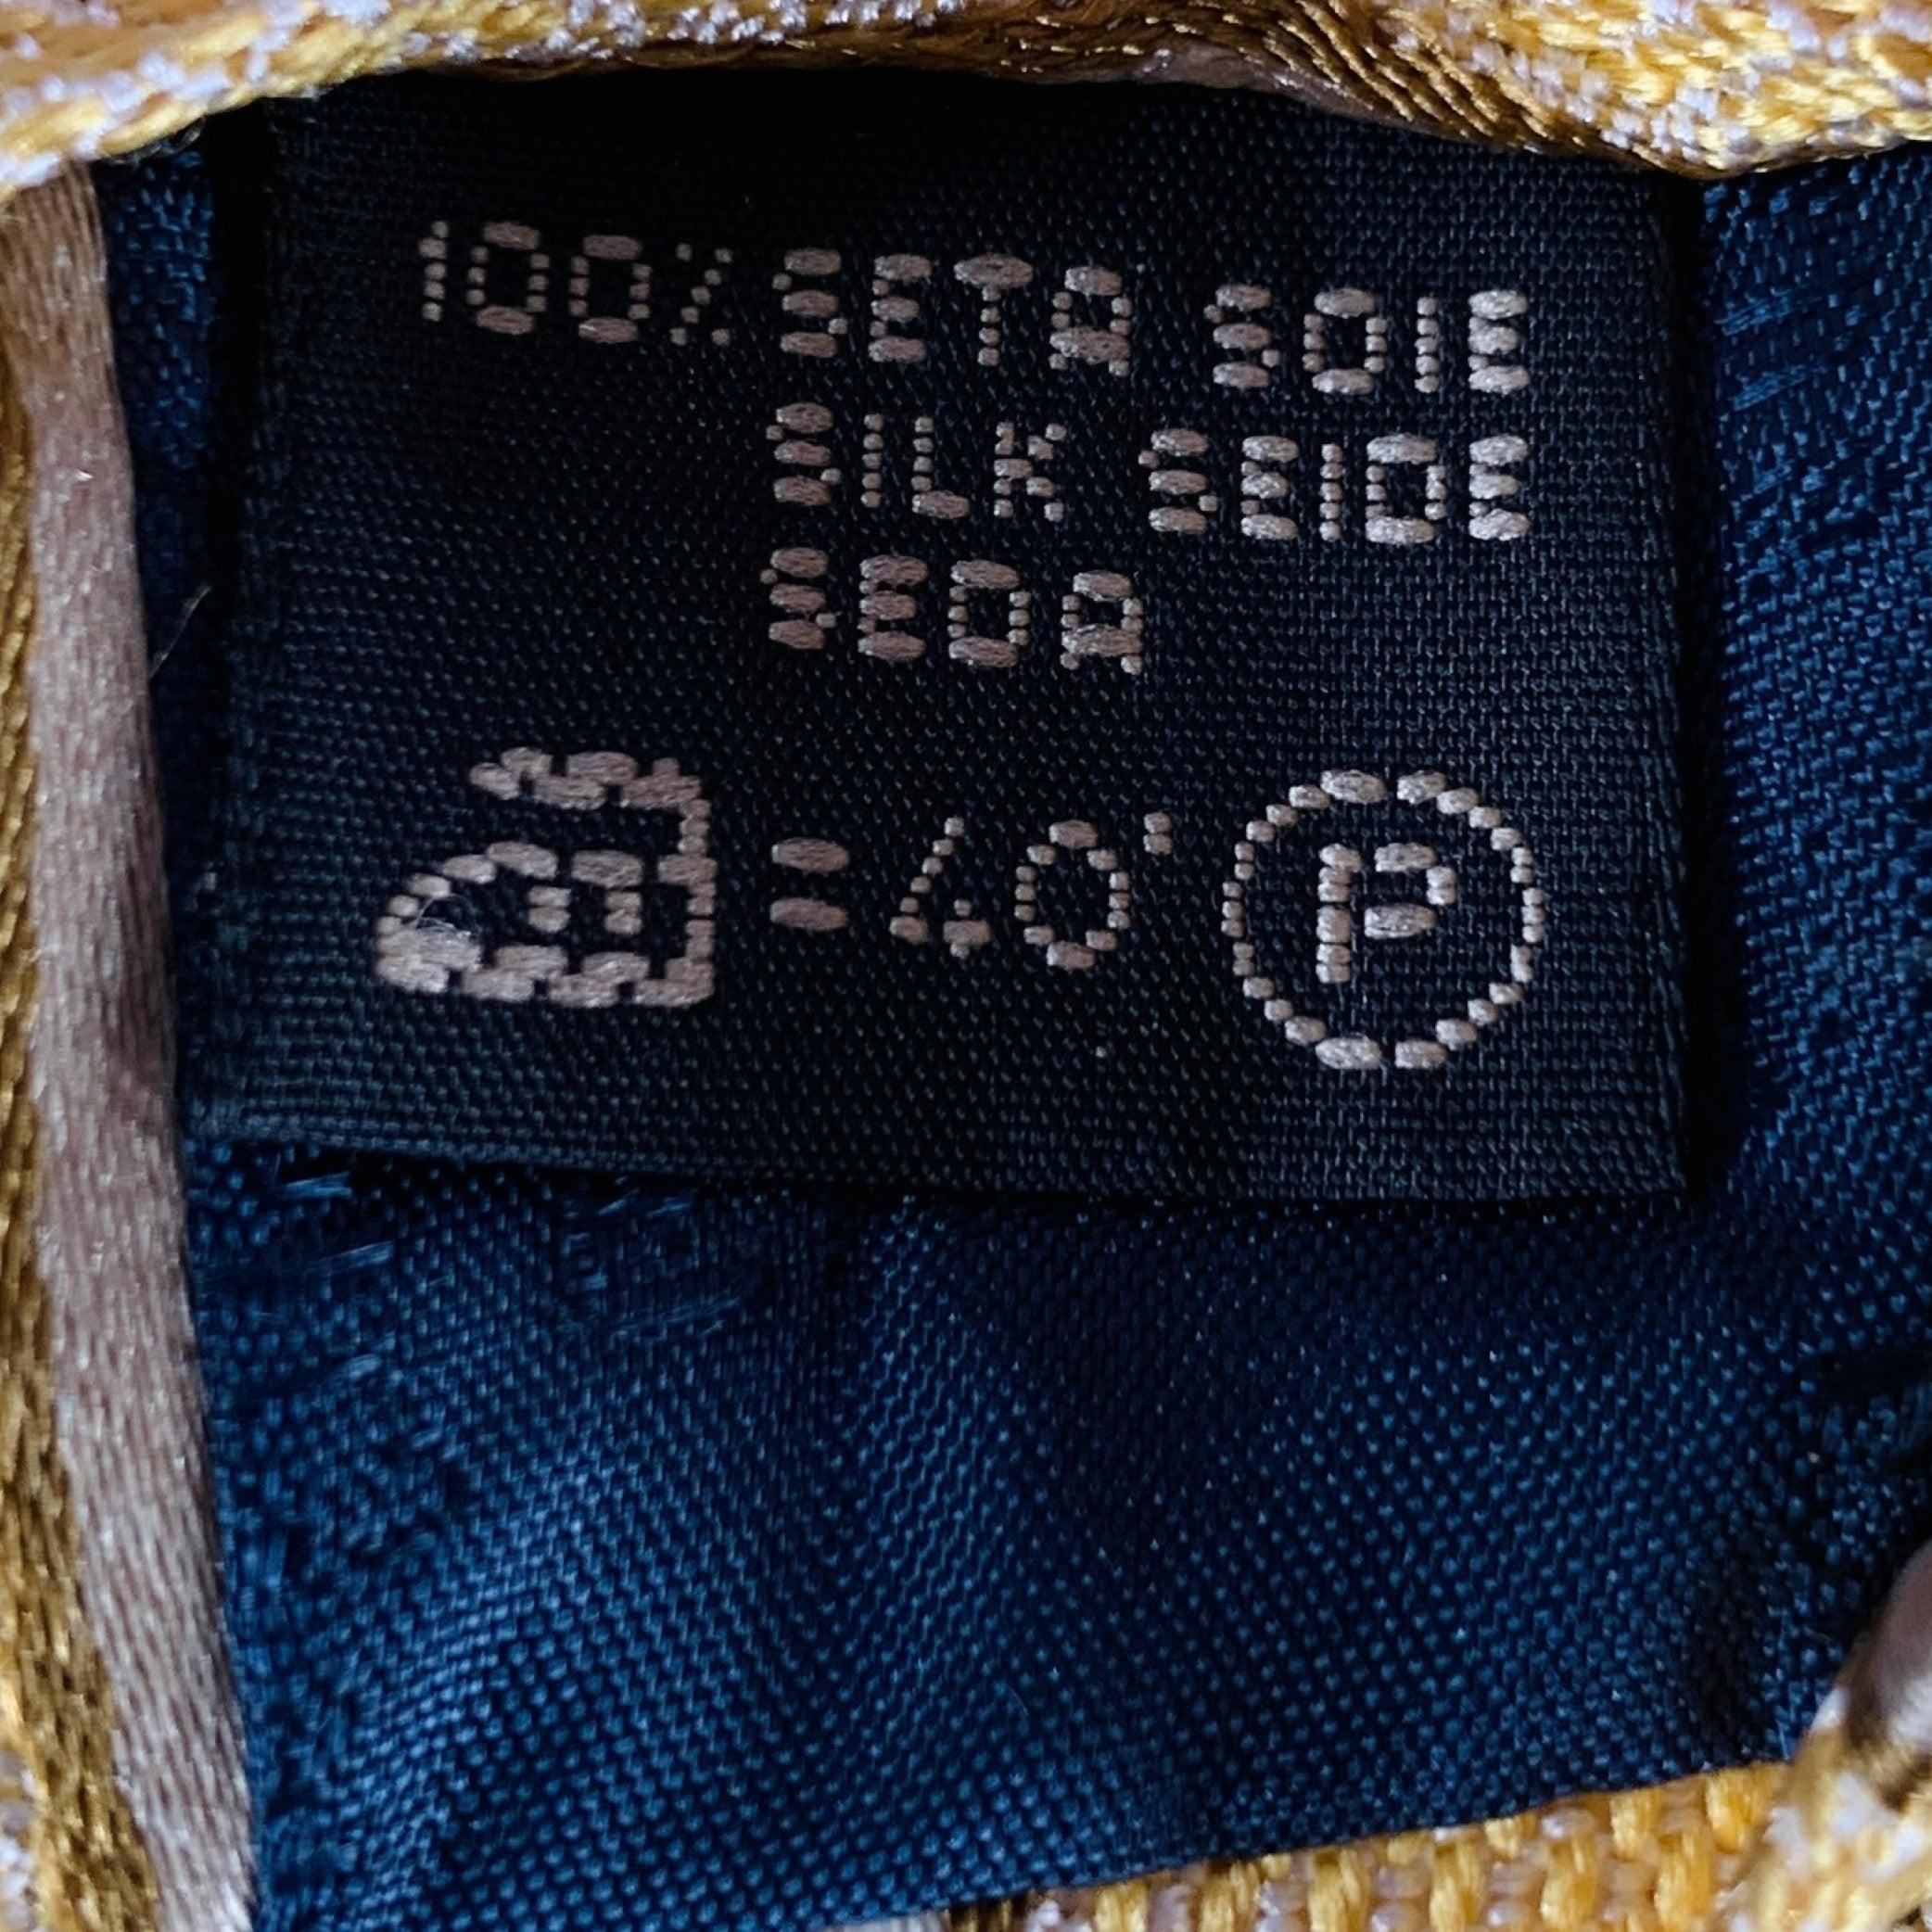 100% SETA SOIE
SILK SEIDE
SEDA
=40° P